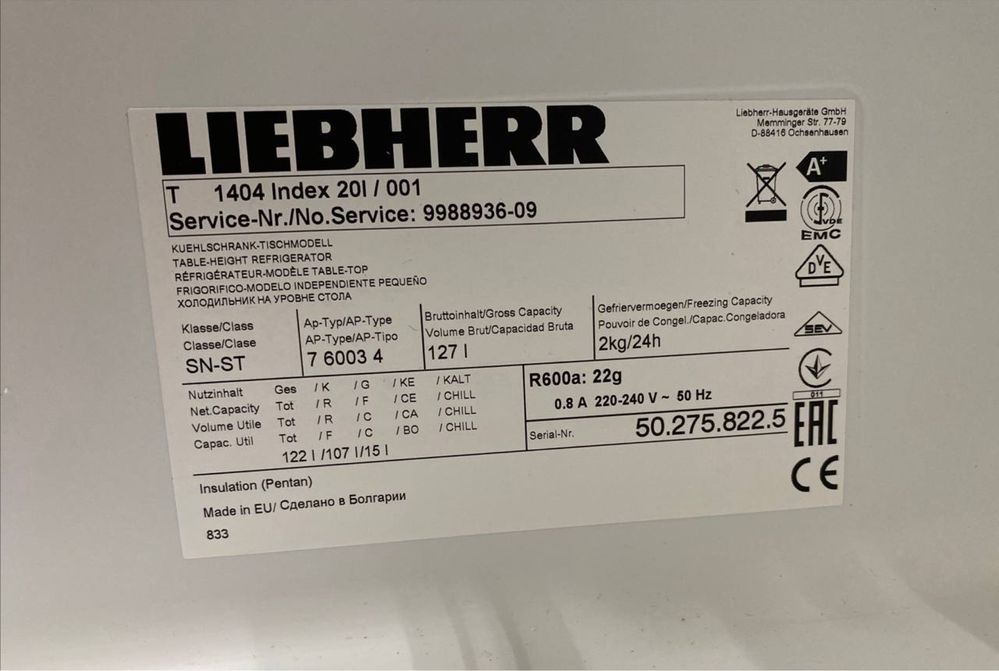 LIEBHERR
Liebherr-Hausgeräte GmbH
Memminger Str. 77-79
D-88416 Ochsenhausen
T 1404 Index 20I / 001
Service-Nr./No.Service: 9988936-09
A+
VDE
EMC
DVE
SEV
011
EAC
CE
KUEHLSCHRANK-TISCHMODELL
TABLE-HEIGHT REFRIGERATOR
RÉFRIGÉRATEUR-MODÈLE TABLE-TOP
FRIGORIFICO-MODELO INDEPENDIENTE PEQUEÑO
ХОЛОДИЛЬНИК НА УРОВНЕ СТОЛА
Klasse/Class
Classe/Clase
SN-ST
Ap-Typ/AP-Type
AP-Type/AP-Tipo
7 6003 4
Bruttoinhalt/Gross Capacity
Volume Brut/Capacidad Bruta
127 l
Gefriervermoegen/Freezing Capacity
Pouvoir de Congel./Capac.Congeladora
2kg/24h
Nutzinhalt Ges / K / G / KE / KALT
Net.Capacity Tot / R / F / CE / CHILL
Volume Utile Tot / R / C / CA / CHILL
Capac. Util Tot / F / C / BO / CHILL
122 l /107 l/15 l
R600a: 22g
0.8 A 220-240 V ~ 50 Hz
Serial-Nr. 50.275.822.5
Insulation (Pentan)
Made in EU/ Сделано в Болгарии
833